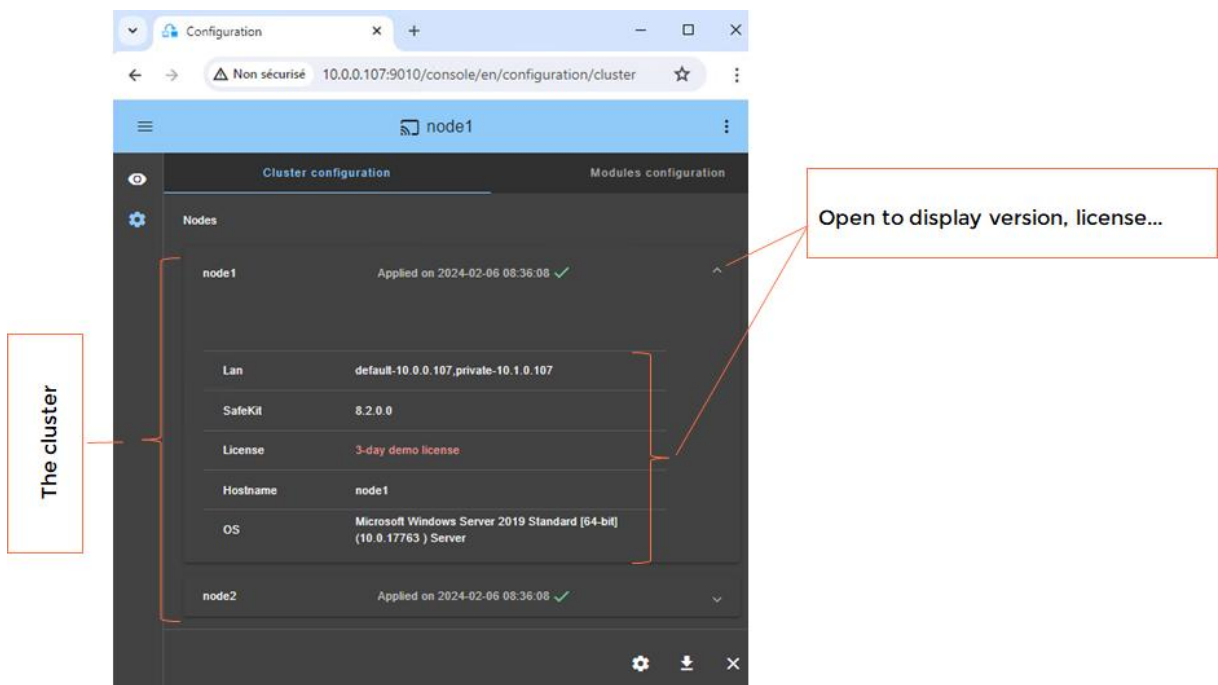 Configuration
Non sécurisé 10.0.0.107:9010/console/en/configuration/cluster
node1
Cluster configuration Modules configuration
Nodes
node1 Applied on 2024-02-06 08:36:08
Lan default-10.0.0.107,private-10.1.0.107
SafeKit 8.2.0.0
License 3-day demo license
Hostname node1
OS Microsoft Windows Server 2019 Standard [64-bit]
(10.0.17763 ) Server
node2 Applied on 2024-02-06 08:36:08
The cluster
Open to display version, license...